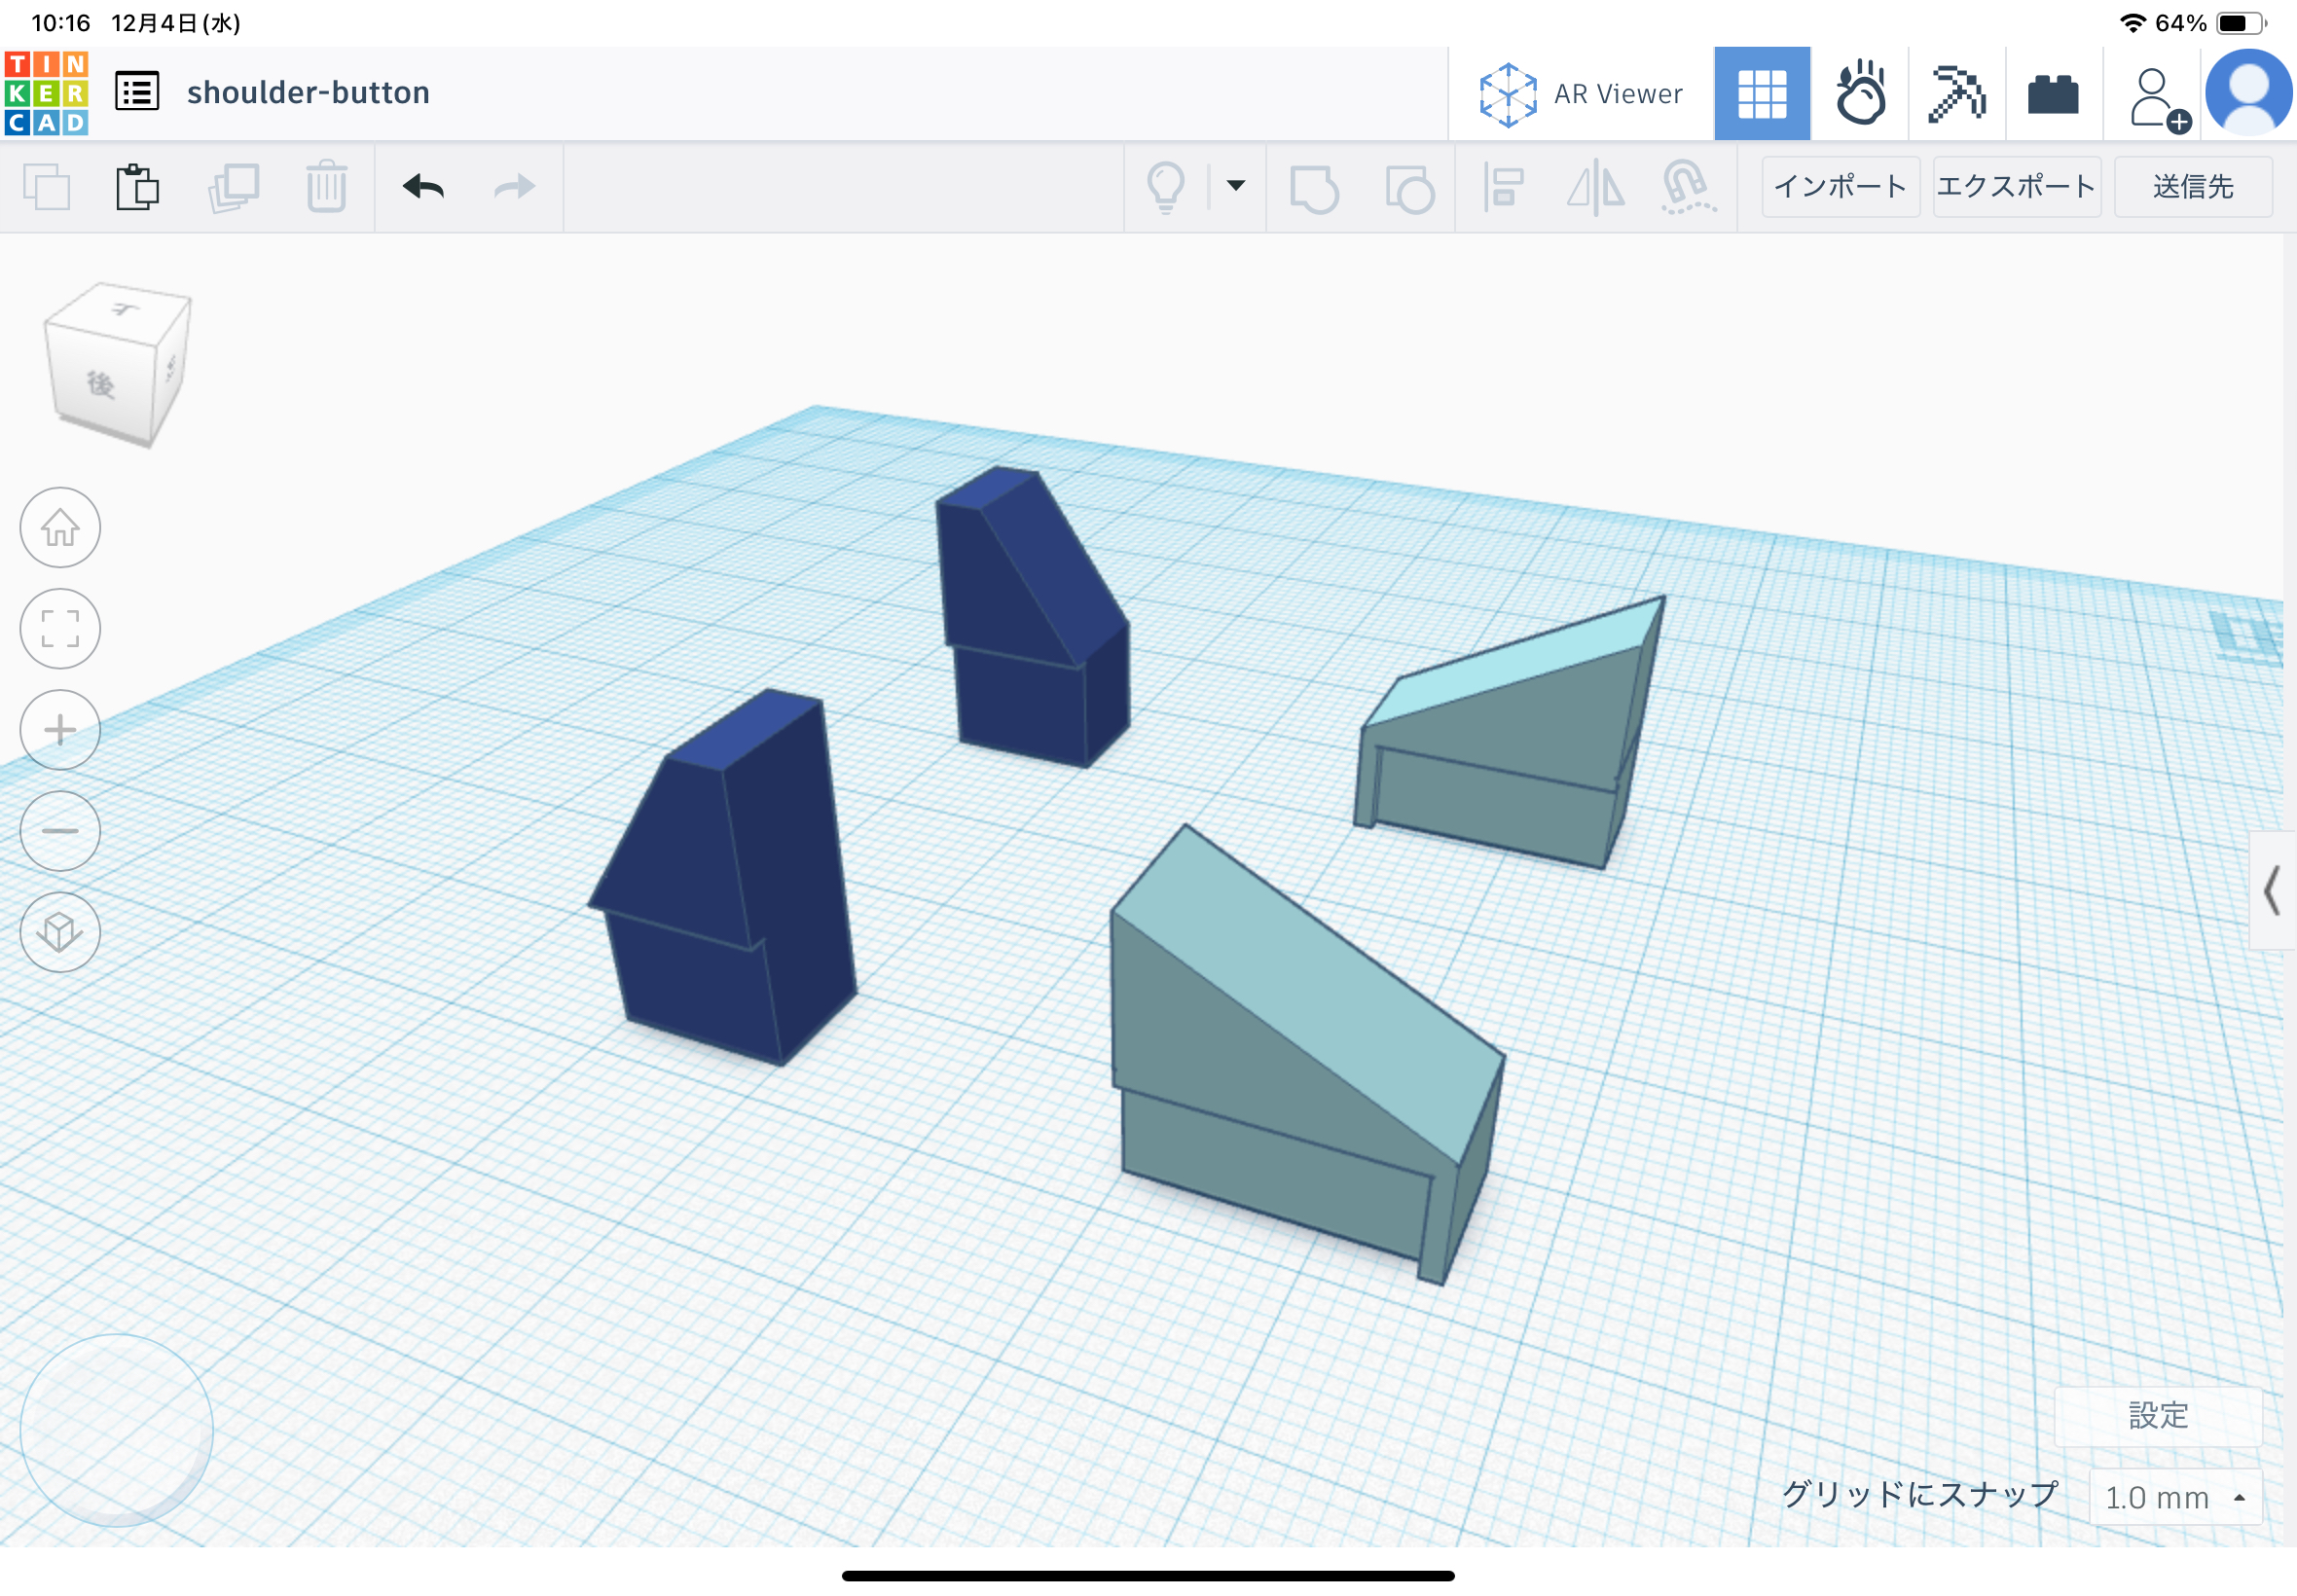 10:16 12月4日(水)
64%
TIN
KER
CAD
shoulder-button
AR Viewer
インポート
エクスポート
送信先
上
後
設定
グリッドにスナップ
1.0 mm